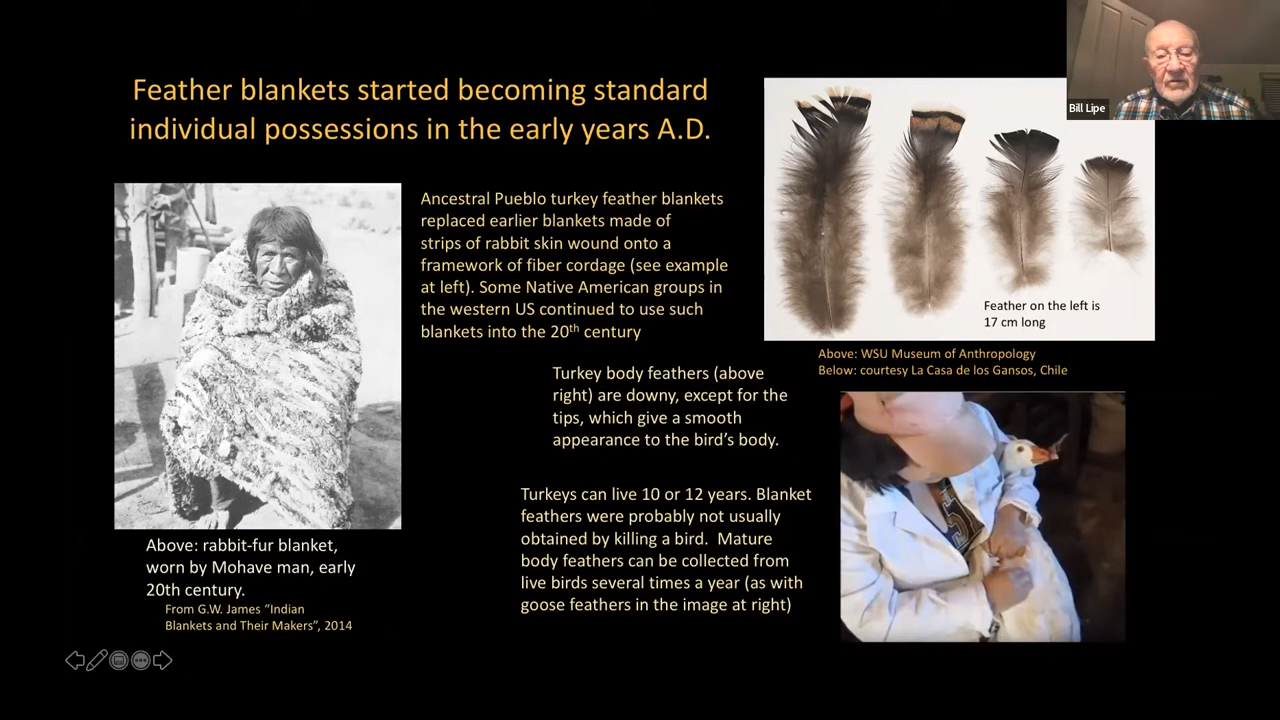 Feather blankets started becoming standard
individual possessions in the early years A.D.
Bill Lipe
Ancestral Pueblo turkey feather blankets
replaced earlier blankets made of
strips of rabbit skin wound onto a
framework of fiber cordage (see example
at left). Some Native American groups in
the western US continued to use such
blankets into the 20th century
Feather on the left is
17 cm long
Above: WSU Museum of Anthropology
Below: courtesy La Casa de los Gansos, Chile
Turkey body feathers (above
right) are downy, except for the
tips, which give a smooth
appearance to the bird's body.
Turkeys can live 10 or 12 years. Blanket
feathers were probably not usually
obtained by killing a bird.  Mature
body feathers can be collected from
live birds several times a year (as with
goose feathers in the image at right)
Above: rabbit-fur blanket,
worn by Mohave man, early
20th century.
From G.W. James “Indian
Blankets and Their Makers”, 2014